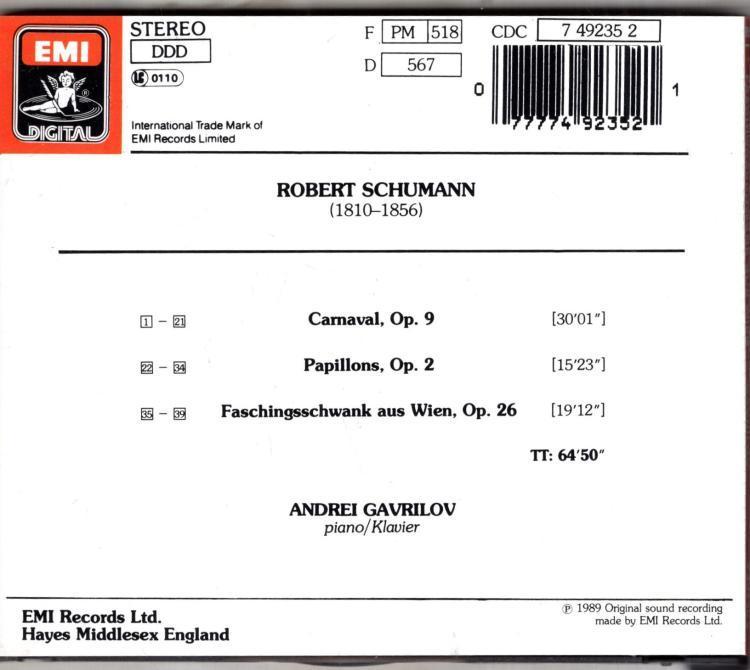 EMI
DIGITAL
STEREO
DDD
LC 0110
International Trade Mark of
EMI Records Limited
F PM 518
D 567
CDC 7 49235 2
0 77774 92352 1
ROBERT SCHUMANN
(1810–1856)
1 – 21 Carnaval, Op. 9 [30'01"]
22 – 34 Papillons, Op. 2 [15'23"]
35 – 39 Faschingsschwank aus Wien, Op. 26 [19'12"]
TT: 64'50"
ANDREI GAVRILOV
piano/Klavier
EMI Records Ltd.
Hayes Middlesex England
℗ 1989 Original sound recording
made by EMI Records Ltd.